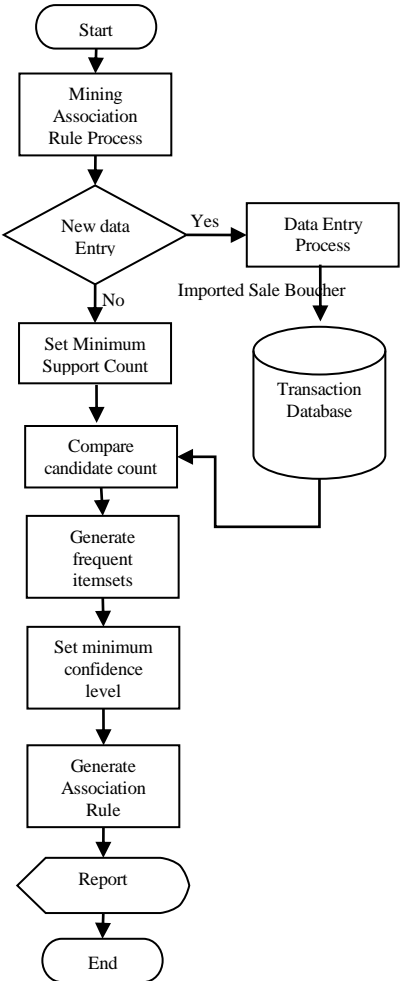 Start
Mining
Association
Rule Process
New data
Entry
Yes
Data Entry
Process
No
Imported Sale Boucher
Set Minimum
Support Count
Transaction
Database
Compare
candidate count
Generate
frequent
itemsets
Set minimum
confidence
level
Generate
Association
Rule
Report
End